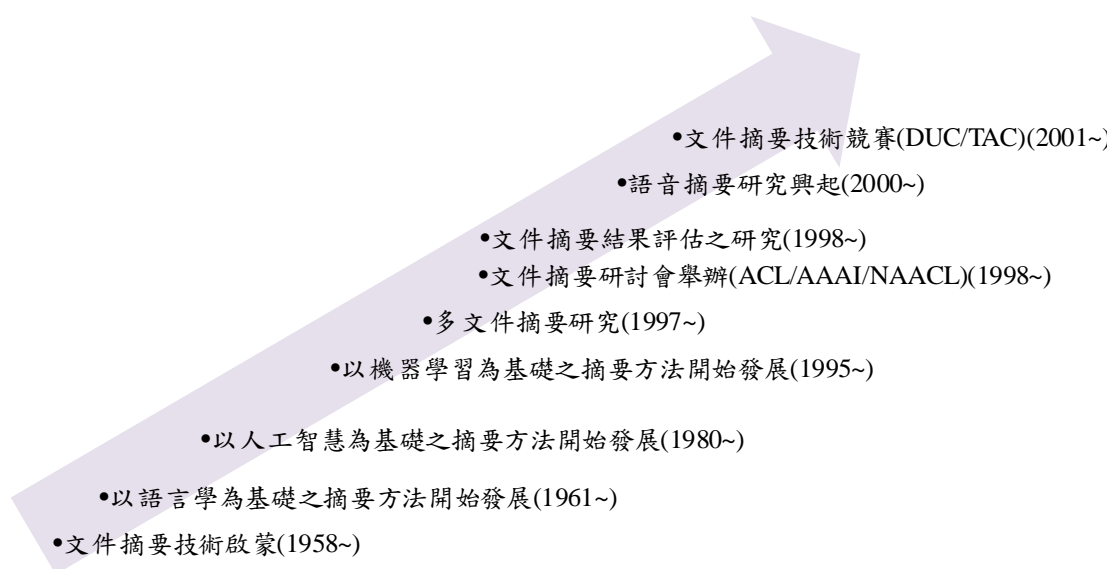 •文件摘要技術競賽(DUC/TAC)(2001~)
•語音摘要研究興起(2000~)
•文件摘要結果評估之研究(1998~)
•文件摘要研討會舉辦(ACL/AAAI/NAACL)(1998~)
•多文件摘要研究(1997~)
•以機器學習為基礎之摘要方法開始發展(1995~)
•以人工智慧為基礎之摘要方法開始發展(1980~)
•以語言學為基礎之摘要方法開始發展(1961~)
•文件摘要技術啟蒙(1958~)